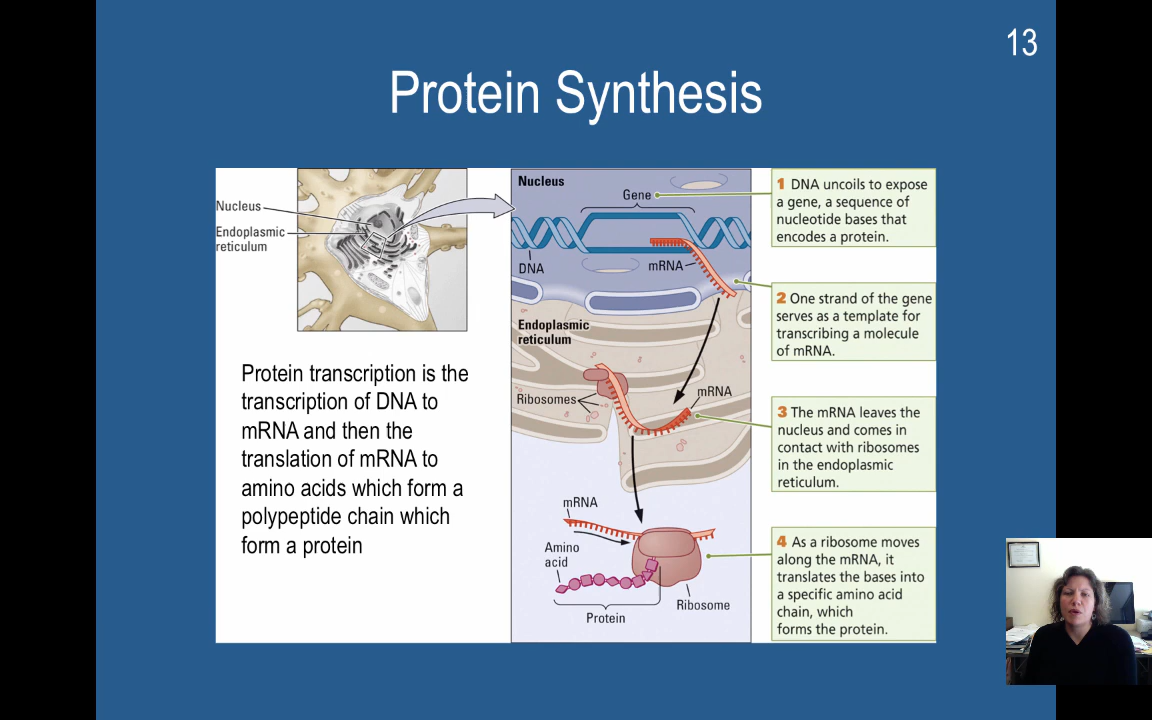 13
Protein Synthesis
Nucleus
Endoplasmic
reticulum
Protein transcription is the
transcription of DNA to
mRNA and then the
translation of mRNA to
amino acids which form a
polypeptide chain which
form a protein
Nucleus
Gene
DNA
mRNA
Endoplasmic
reticulum
Ribosomes
mRNA
mRNA
Amino
acid
Protein
Ribosome
1 DNA uncoils to expose
a gene, a sequence of
nucleotide bases that
encodes a protein.
2 One strand of the gene
serves as a template for
transcribing a molecule
of mRNA.
3 The mRNA leaves the
nucleus and comes in
contact with ribosomes
in the endoplasmic
reticulum.
4 As a ribosome moves
along the mRNA, it
translates the bases into
a specific amino acid
chain, which
forms the protein.